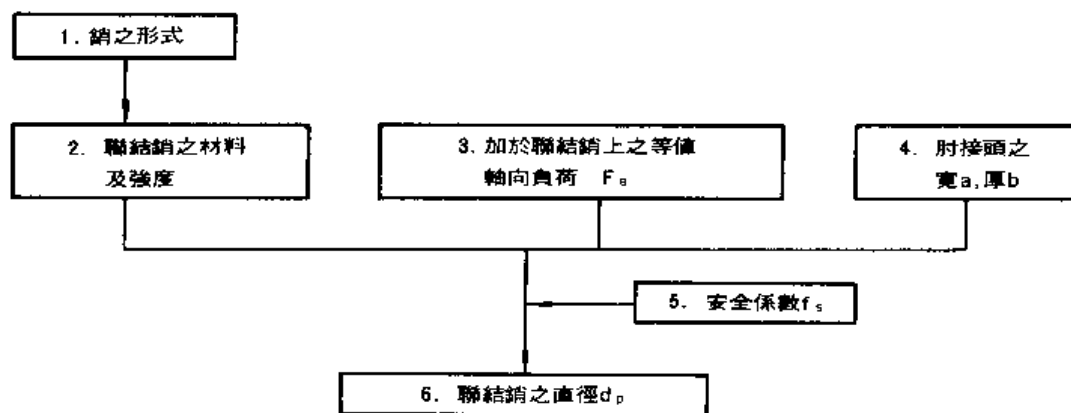 1. 銷之形式
2. 聯結銷之材料
及強度
3. 加於聯結銷上之等値
軸向負荷 Fₑ
4. 肘接頭之
寬a,厚b
5. 安全係數fₛ
6. 聯結銷之直徑dₚ